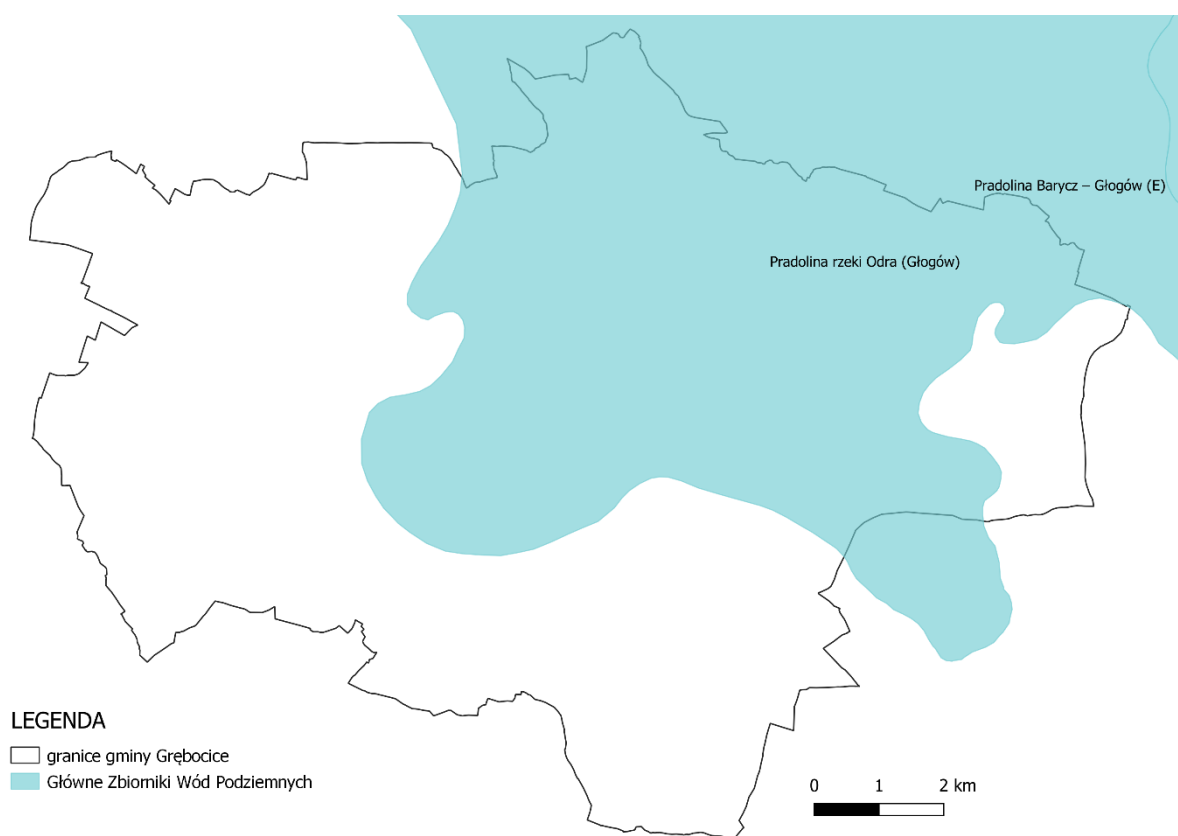 Pradolina Barycz – Głogów (E)
Pradolina rzeki Odra (Głogów)
LEGENDA
granice gminy Grębocice
Główne Zbiorniki Wód Podziemnych
0 1 2 km